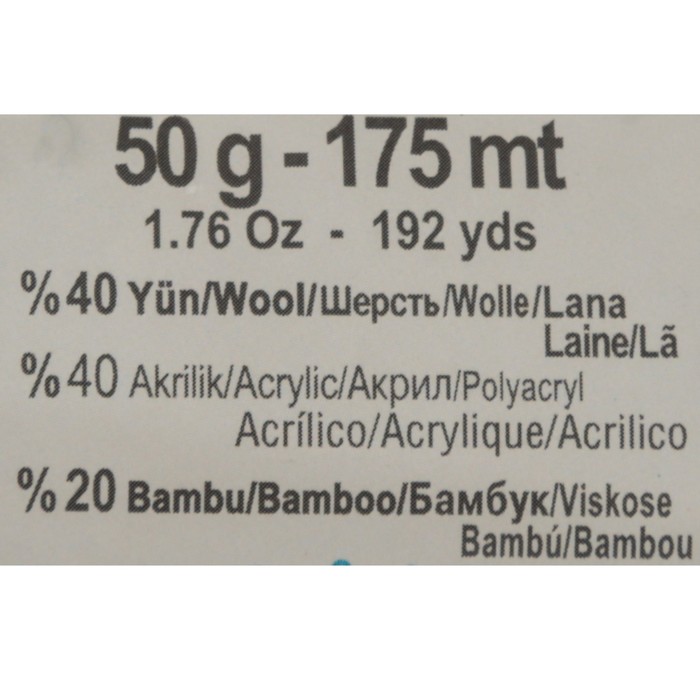 50 g - 175 mt
1.76 Oz - 192 yds
%40 Yün/Wool/Шерсть/Wolle/Lana
Laine/Lã
%40 Akrilik/Acrylic/Акрил/Polyacryl
Acrílico/Acrylique/Acrilico
%20 Bambu/Bamboo/Бамбук/Viskose
Bambú/Bambou